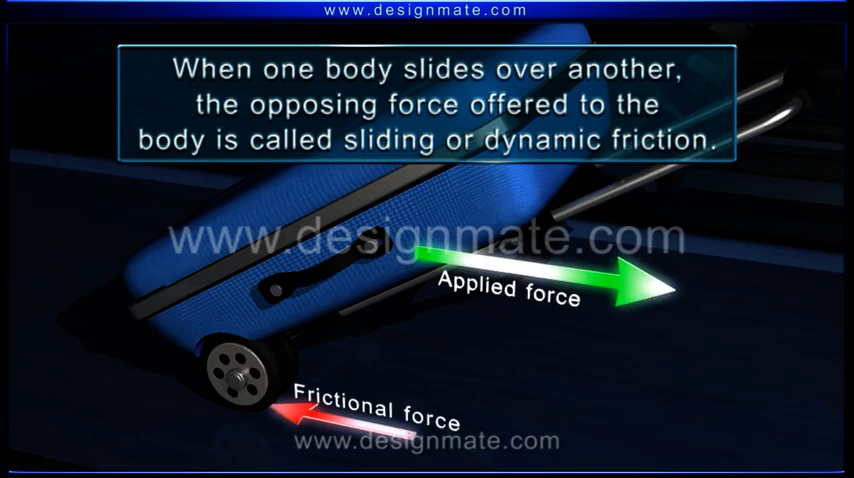 www.designmate.com
When one body slides over another,
the opposing force offered to the
body is called sliding or dynamic friction.
www.designmate.com
Applied force
Frictional force
www.designmate.com